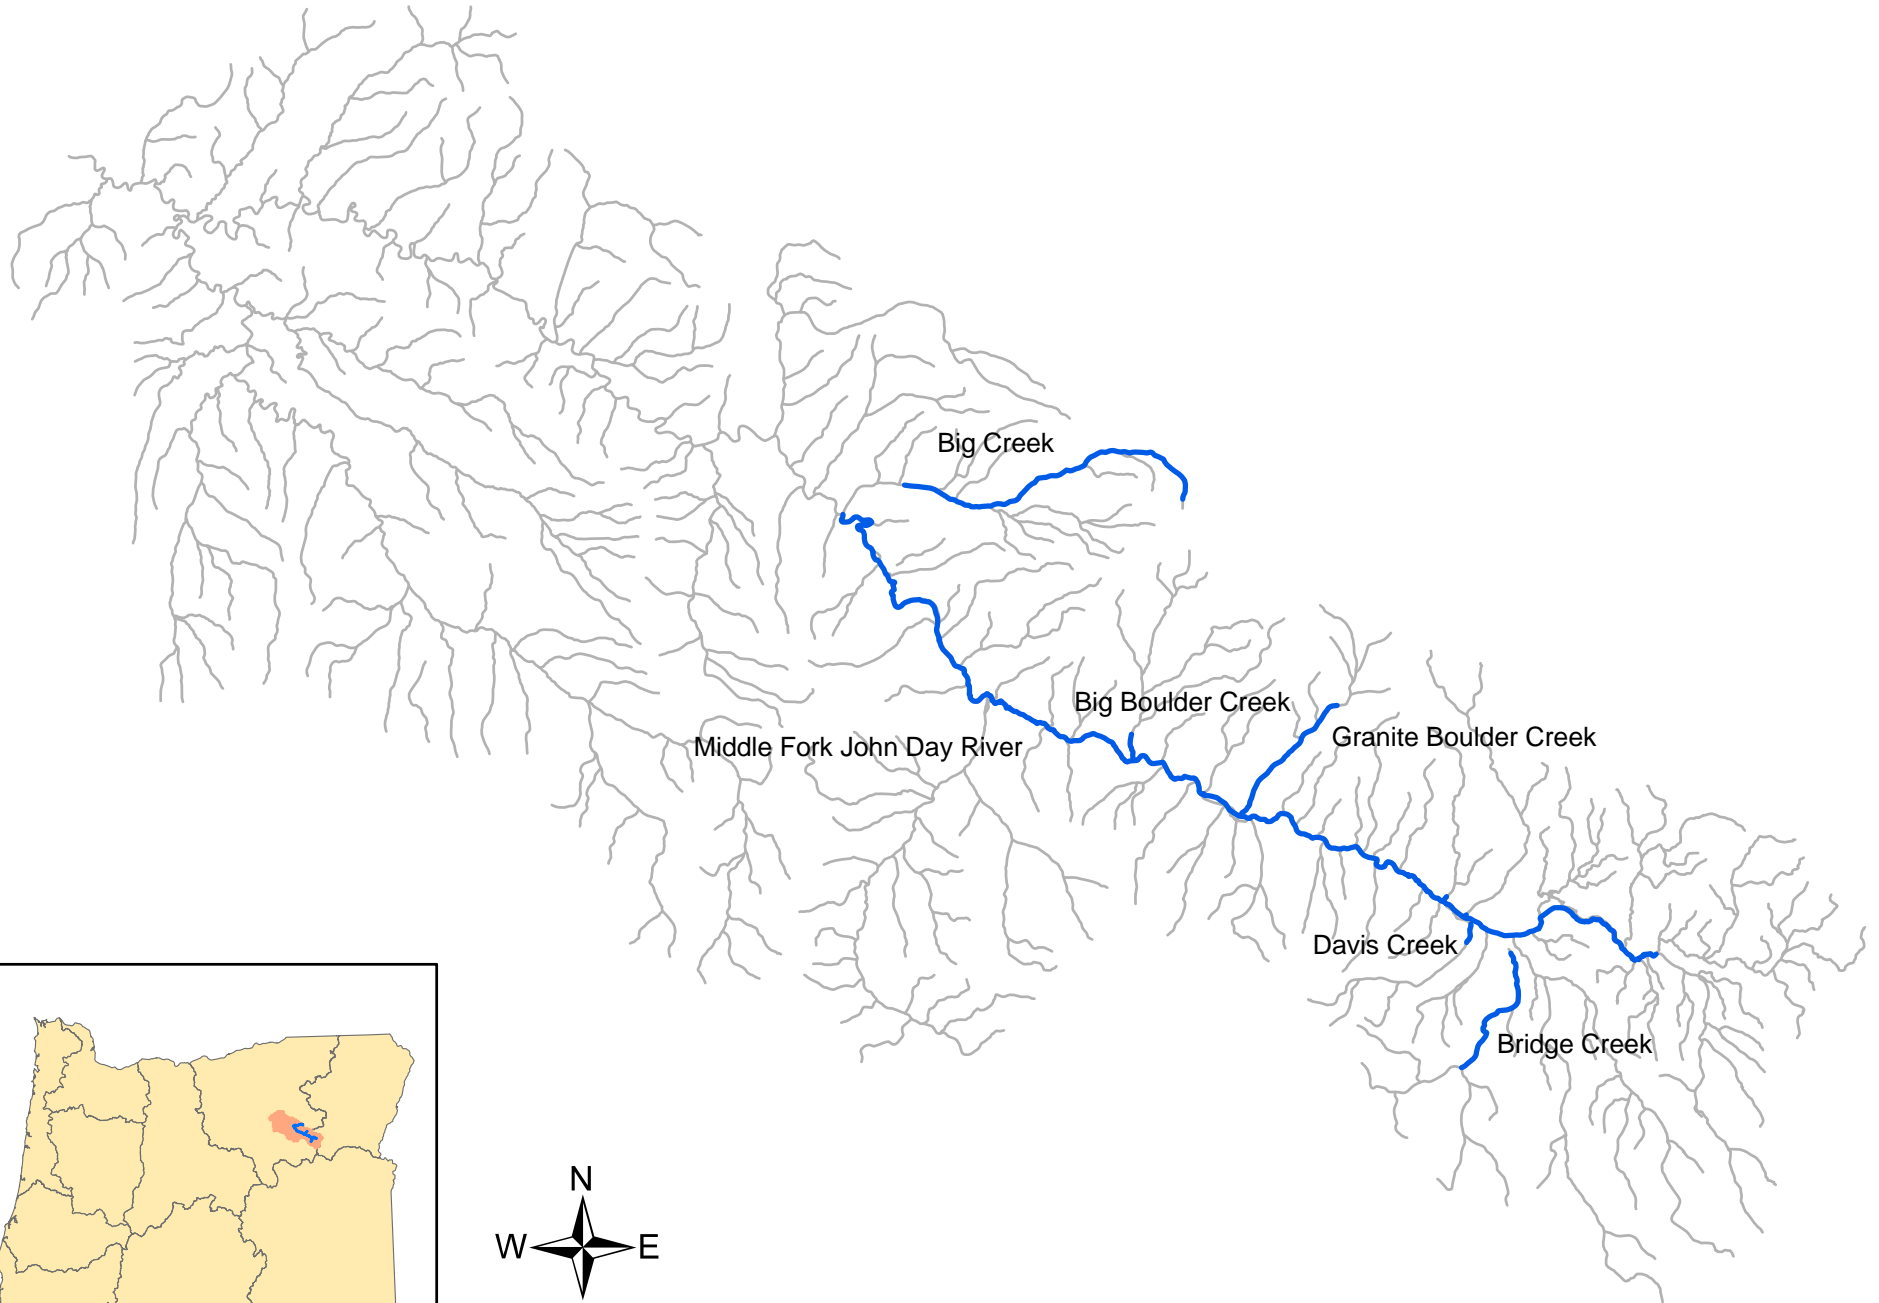 Big Creek
Big Boulder Creek
Granite Boulder Creek
Middle Fork John Day River
Davis Creek
Bridge Creek
N
W E